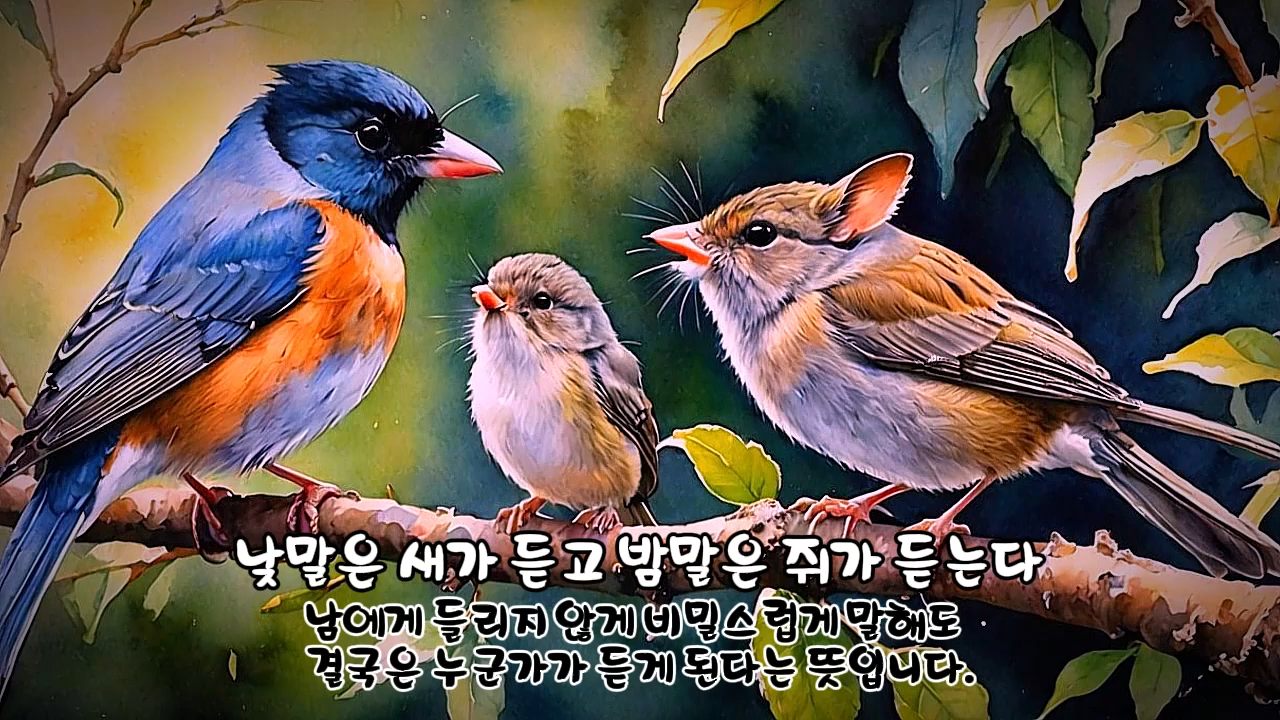 낮말은 새가 듣고 밤말은 쥐가 듣는다
남에게 들리지 않게 비밀스럽게 말해도
결국은 누군가가 듣게 된다는 뜻입니다.